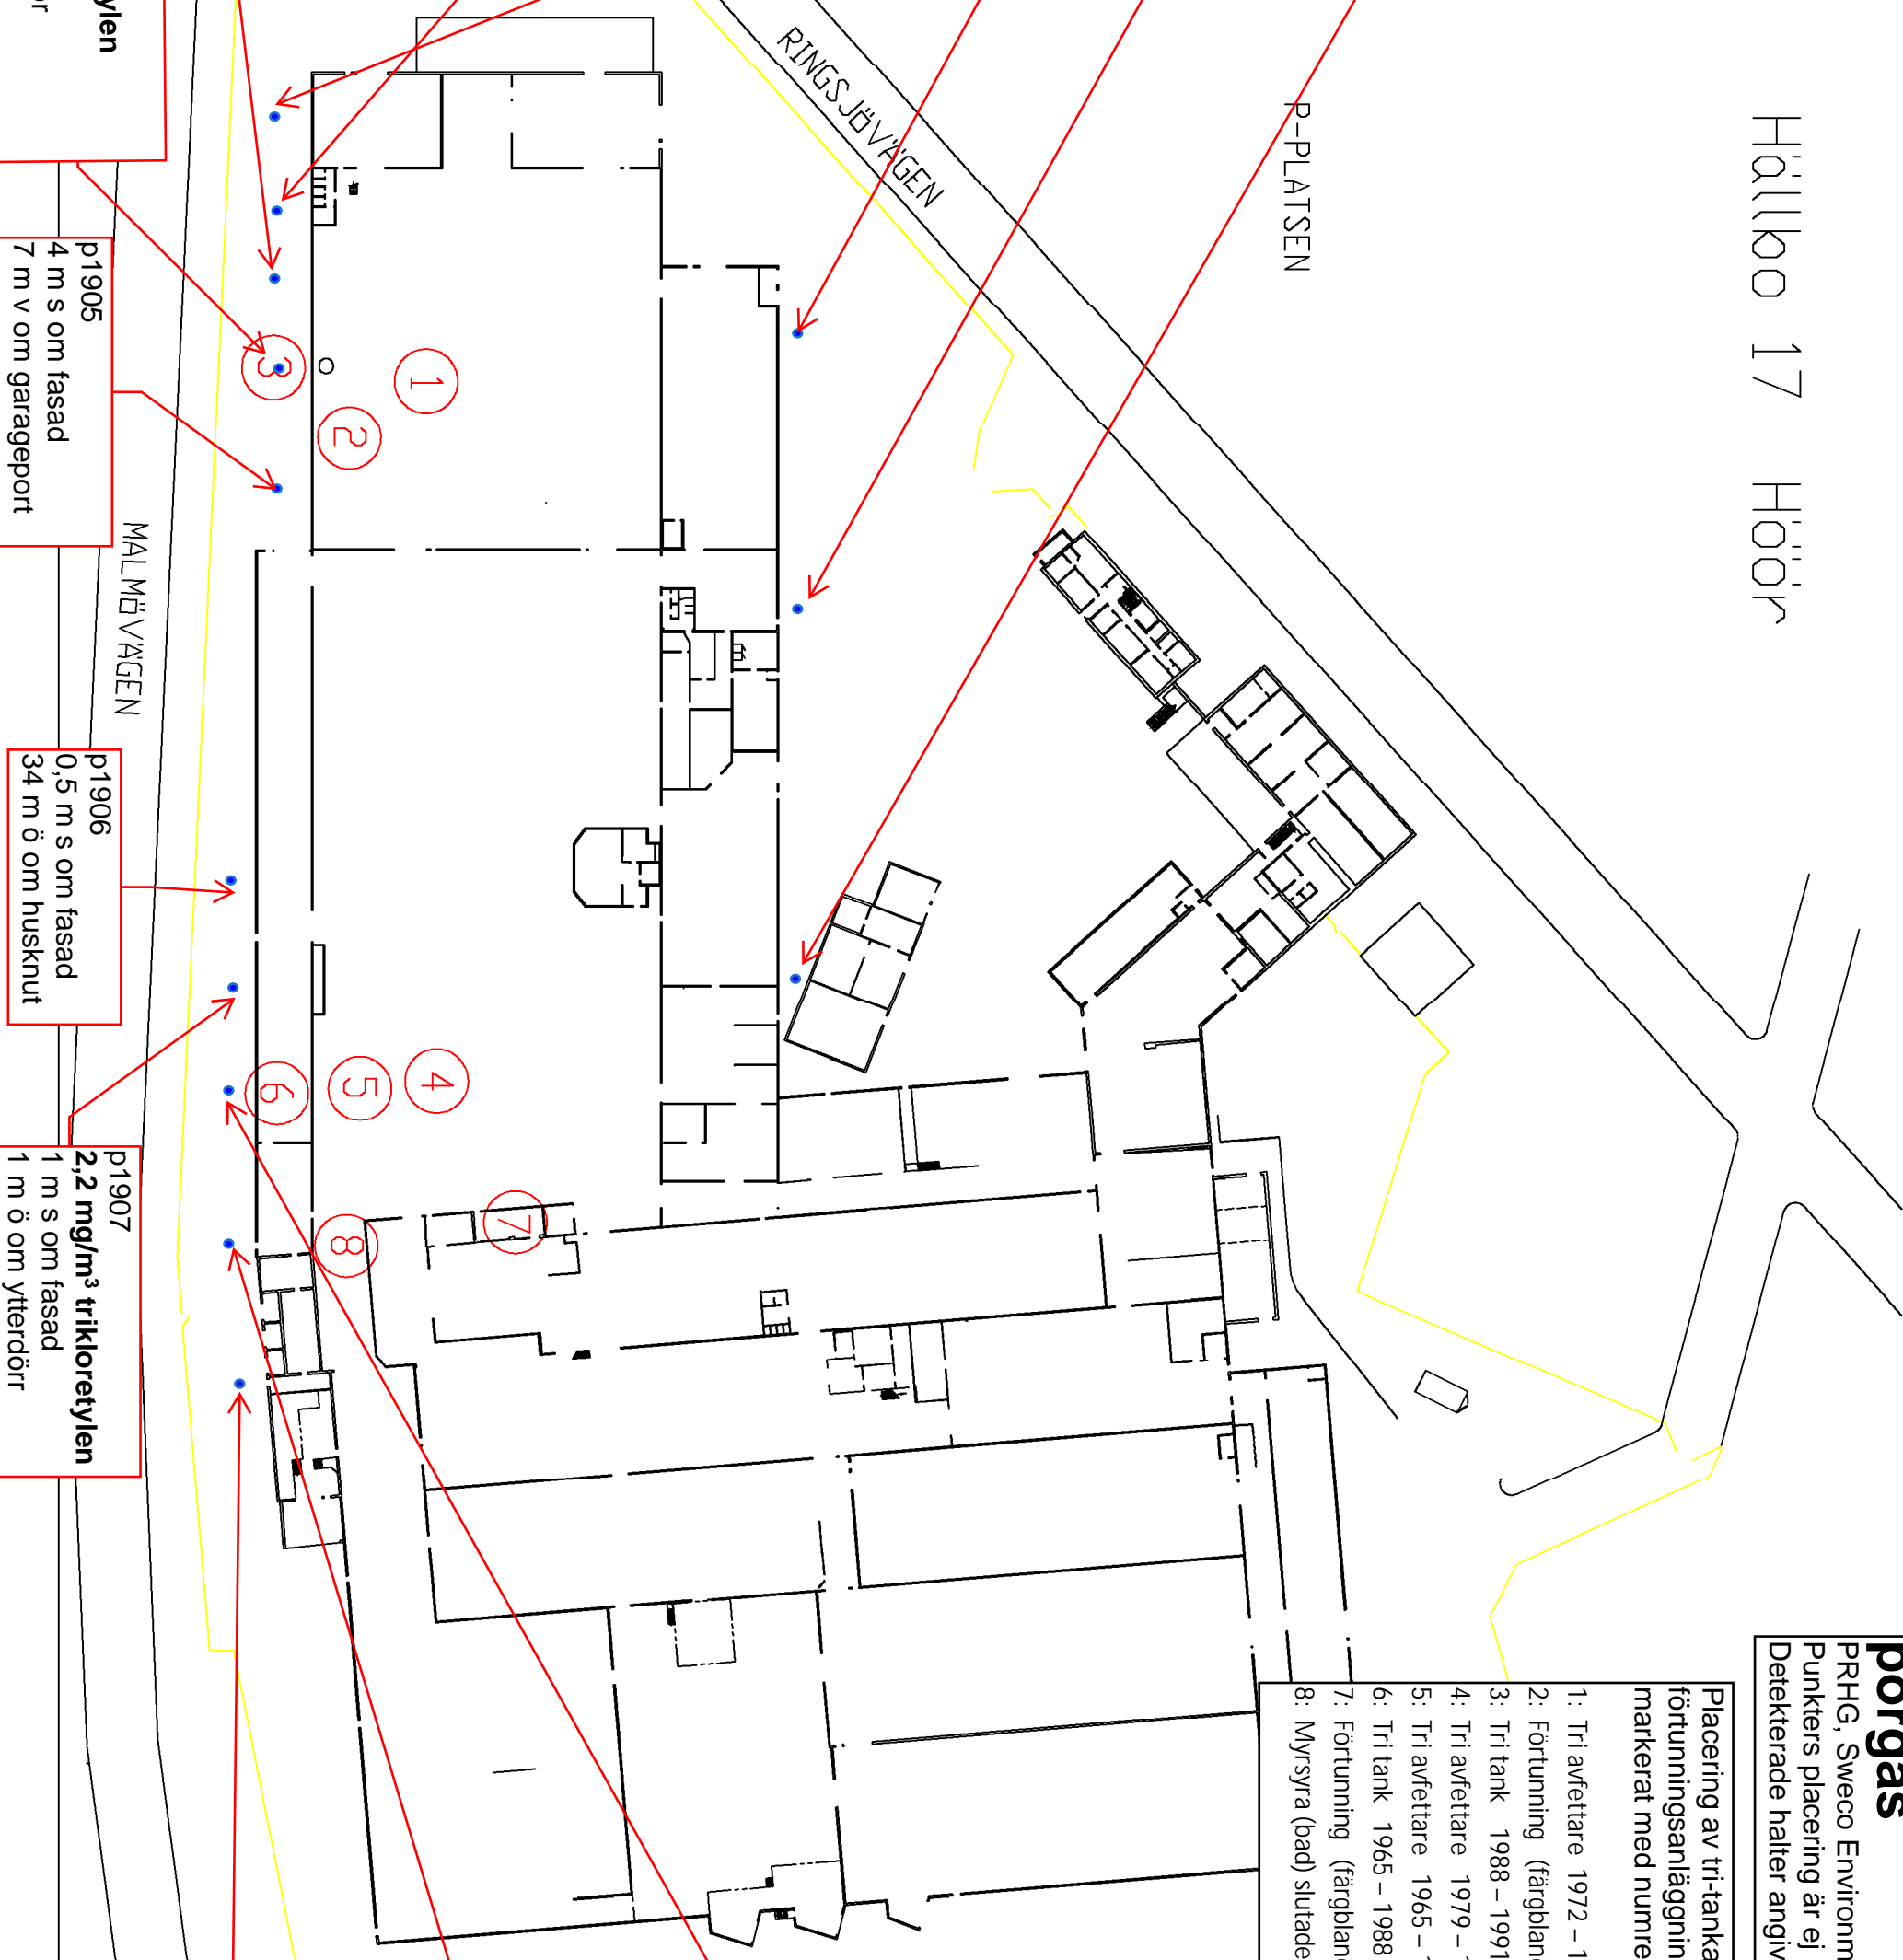 Hällbo 17 Höör
P-PLATSEN
RINGSJÖVÄGEN
MALMÖVÄGEN
ylen
or
p1905
4 m s om fasad
7 m v om garageport
p1906
0,5 m s om fasad
34 m ö om husknut
p1907
2,2 mg/m³ trikloretylen
1 m s om fasad
1 m ö om ytterdörr
1
2
3
4
5
6
7
8
porgas
PRHG, Sweco Environm
Punkters placering är ej
Detekterade halter angiv
Placering av tri-tanka
förtunningsanläggnin
markerat med numre
1: Tri avfettare 1972 – 1
2: Förtunning (färgblan
3: Tri tank 1988 – 1991
4: Tri avfettare 1979 –
5: Tri avfettare 1965 –
6: Tri tank 1965 – 1988
7: Förtunning (färgblan
8: Myrsyra (bad) slutade